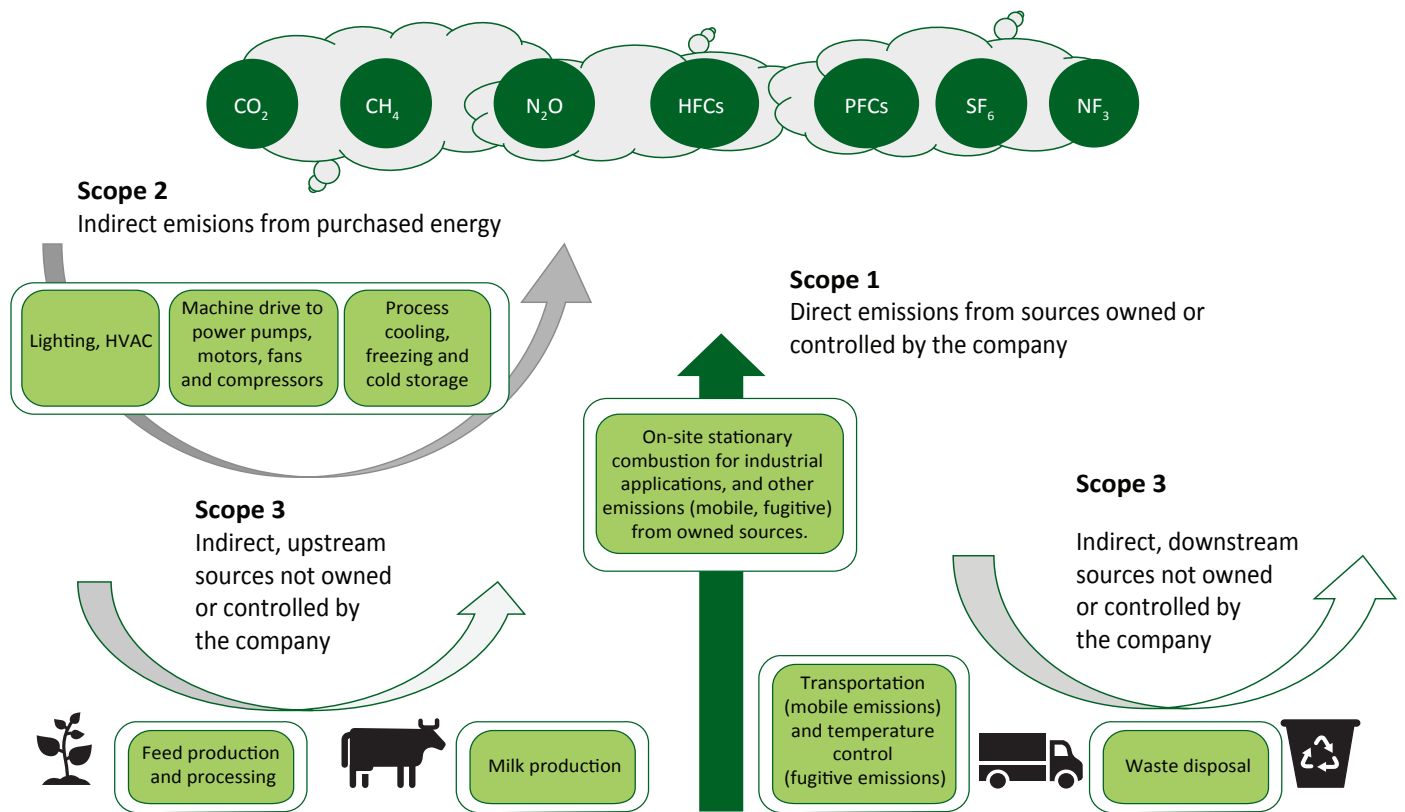 CO₂
CH₄
N₂O
HFCs
PFCs
SF₆
NF₃
Scope 2
Indirect emisions from purchased energy
Lighting, HVAC
Machine drive to
power pumps,
motors, fans
and compressors
Process
cooling,
freezing and
cold storage
Scope 1
Direct emissions from sources owned or
controlled by the company
On-site stationary
combustion for industrial
applications, and other
emissions (mobile, fugitive)
from owned sources.
Scope 3
Indirect, upstream
sources not owned
or controlled by
the company
Scope 3
Indirect, downstream
sources not owned
or controlled by
the company
Feed production
and processing
Milk production
Transportation
(mobile emissions)
and temperature
control
(fugitive emissions)
Waste disposal